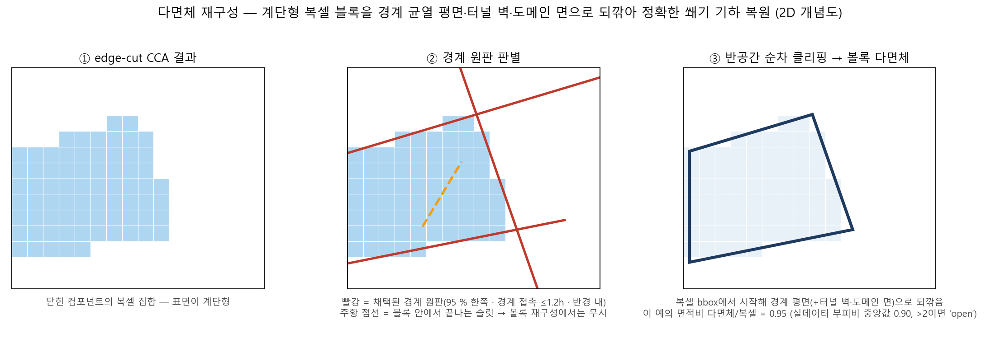 다면체 재구성 — 계단형 복셀 블록을 경계 균열 평면·터널 벽·도메인 면으로 되깎아 정확한 쐐기 기하 복원 (2D 개념도)
① edge-cut CCA 결과
② 경계 원판 판별
③ 반공간 순차 클리핑 → 볼록 다면체
닫힌 컴포넌트의 복셀 집합 — 표면이 계단형
빨강 = 채택된 경계 원판(95 % 한쪽 · 경계 접촉 ≤1.2h · 반경 내)
주황 점선 = 블록 안에서 끝나는 슬릿 → 볼록 재구성에서는 무시
복셀 bbox에서 시작해 경계 평면(+터널 벽·도메인 면)으로 되깎음
이 예의 면적비 다면체/복셀 = 0.95 (실데이터 부피비 중앙값 0.90, >2이면 'open')